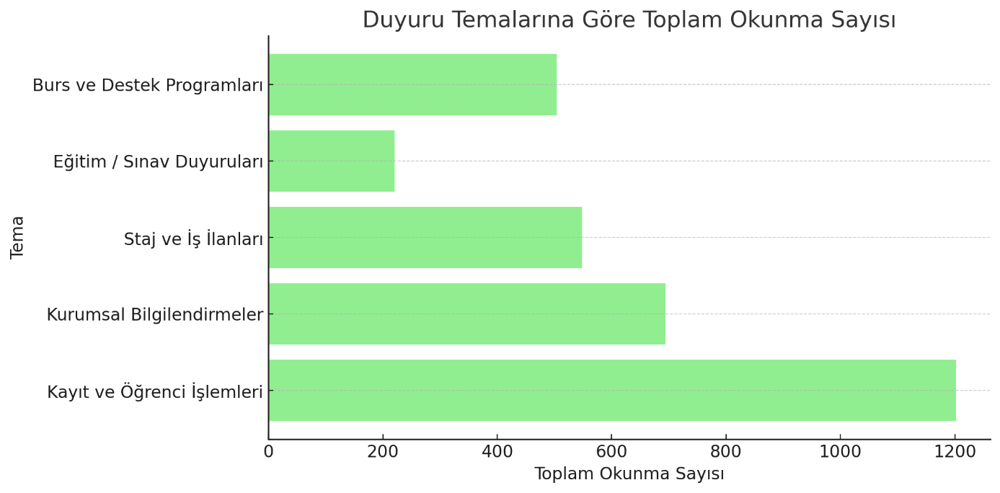 Duyuru Temalarına Göre Toplam Okunma Sayısı
Burs ve Destek Programları
Eğitim / Sınav Duyuruları
Staj ve İş İlanları
Kurumsal Bilgilendirmeler
Kayıt ve Öğrenci İşlemleri
Tema
0 200 400 600 800 1000 1200
Toplam Okunma Sayısı